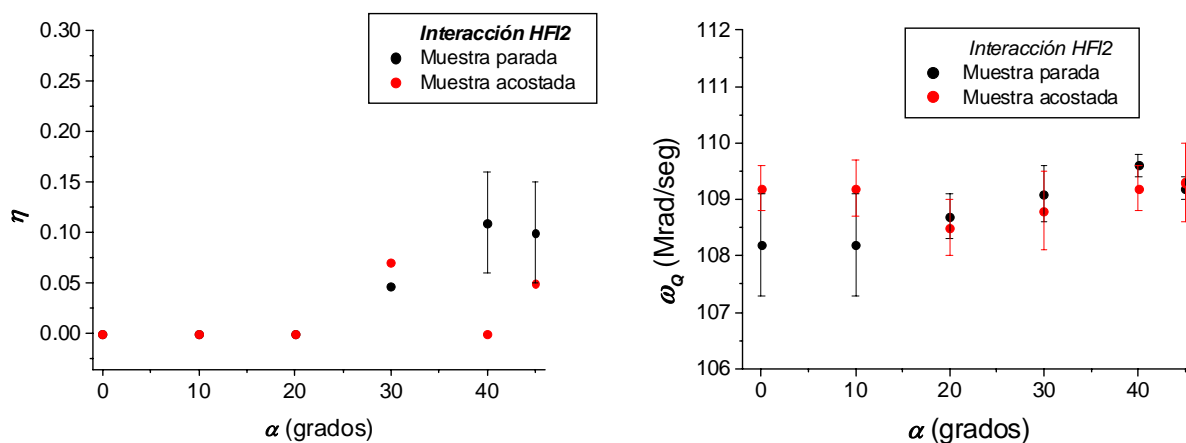 0.30
0.25
0.20
0.15
0.10
0.05
0.00
η
0 10 20 30 40
α (grados)
Interacción HFI2
Muestra parada
Muestra acostada
112
111
110
109
108
107
106
ω_Q (Mrad/seg)
0 10 20 30 40
α (grados)
Interacción HFI2
Muestra parada
Muestra acostada